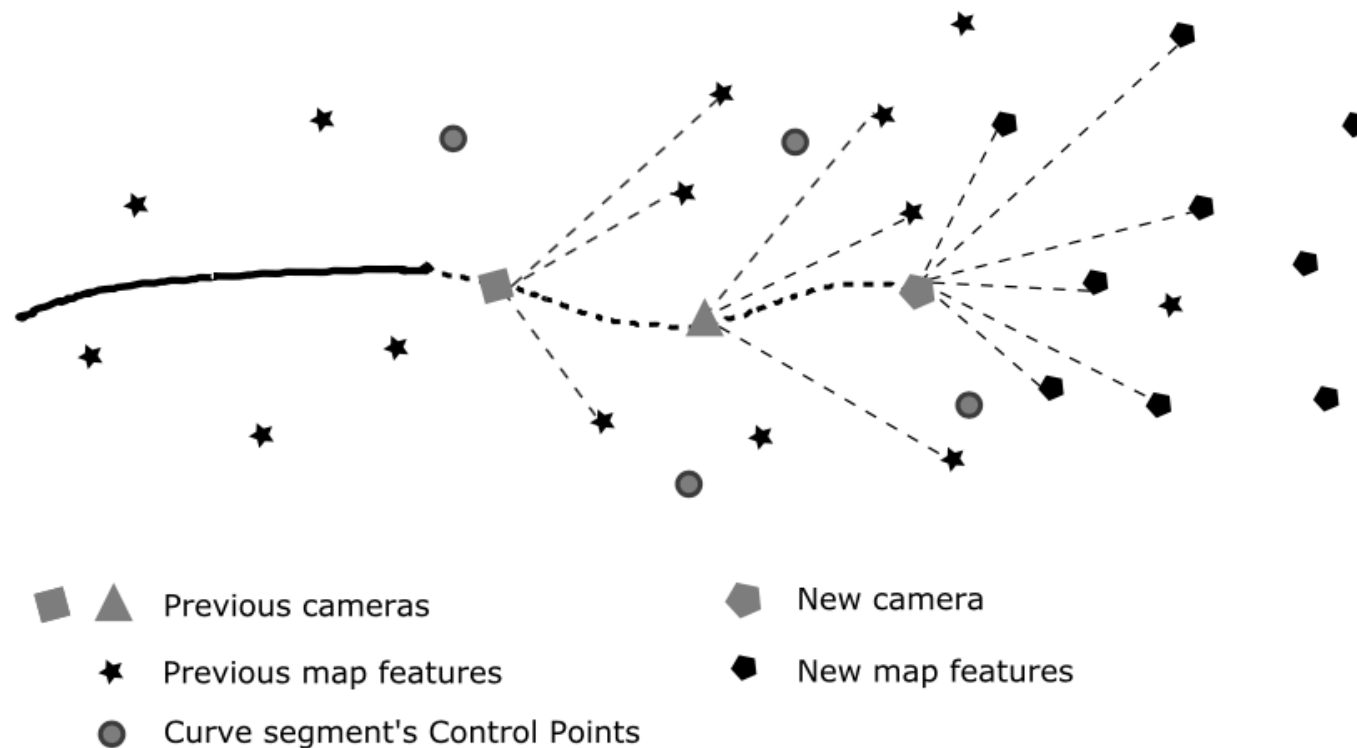 Previous cameras
New camera
Previous map features
New map features
Curve segment's Control Points